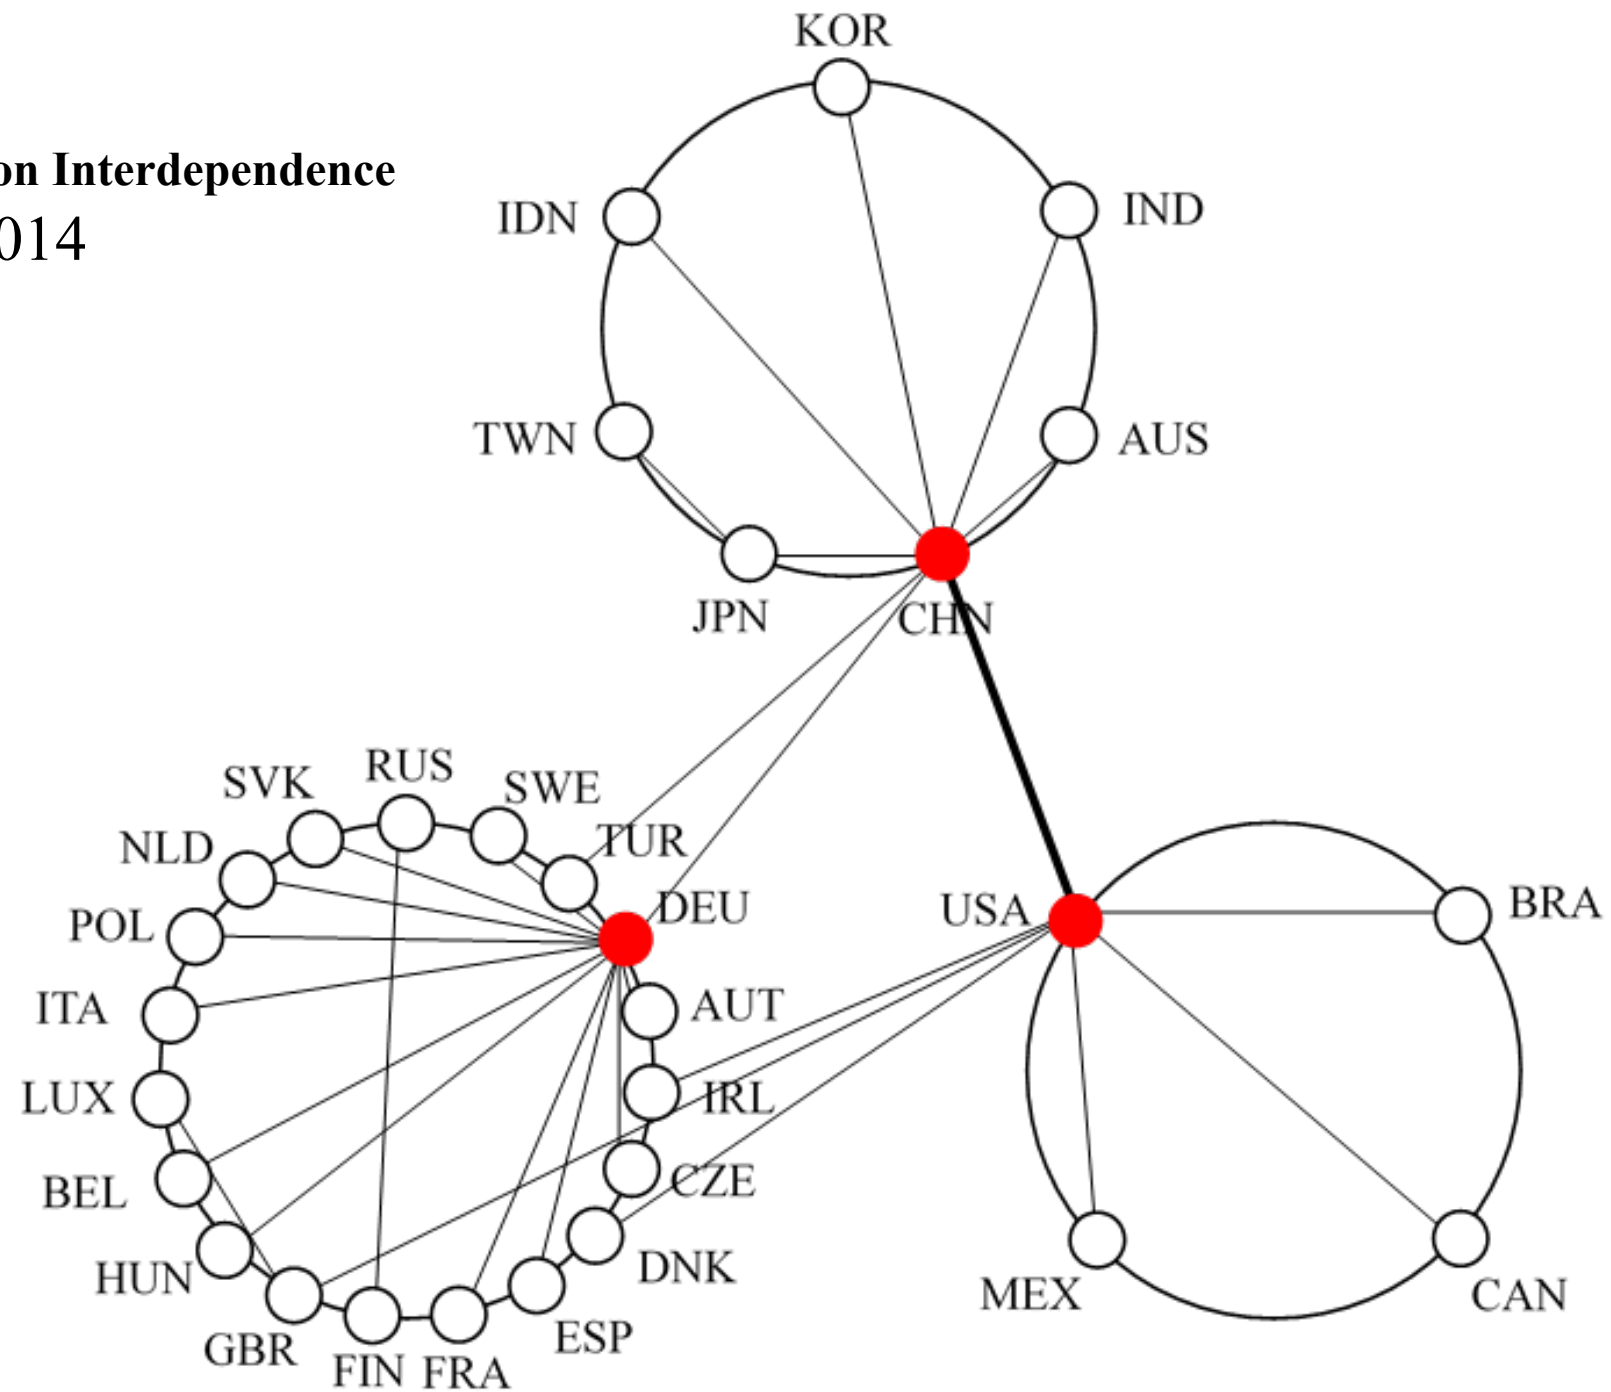 KOR
on Interdependence
IDN
IND
014
TWN
AUS
JPN
CHN
SVK
RUS
SWE
NLD
TUR
POL
DEU
USA
BRA
ITA
AUT
LUX
IRL
BEL
CZE
HUN
DNK
MEX
CAN
GBR
FIN
FRA
ESP